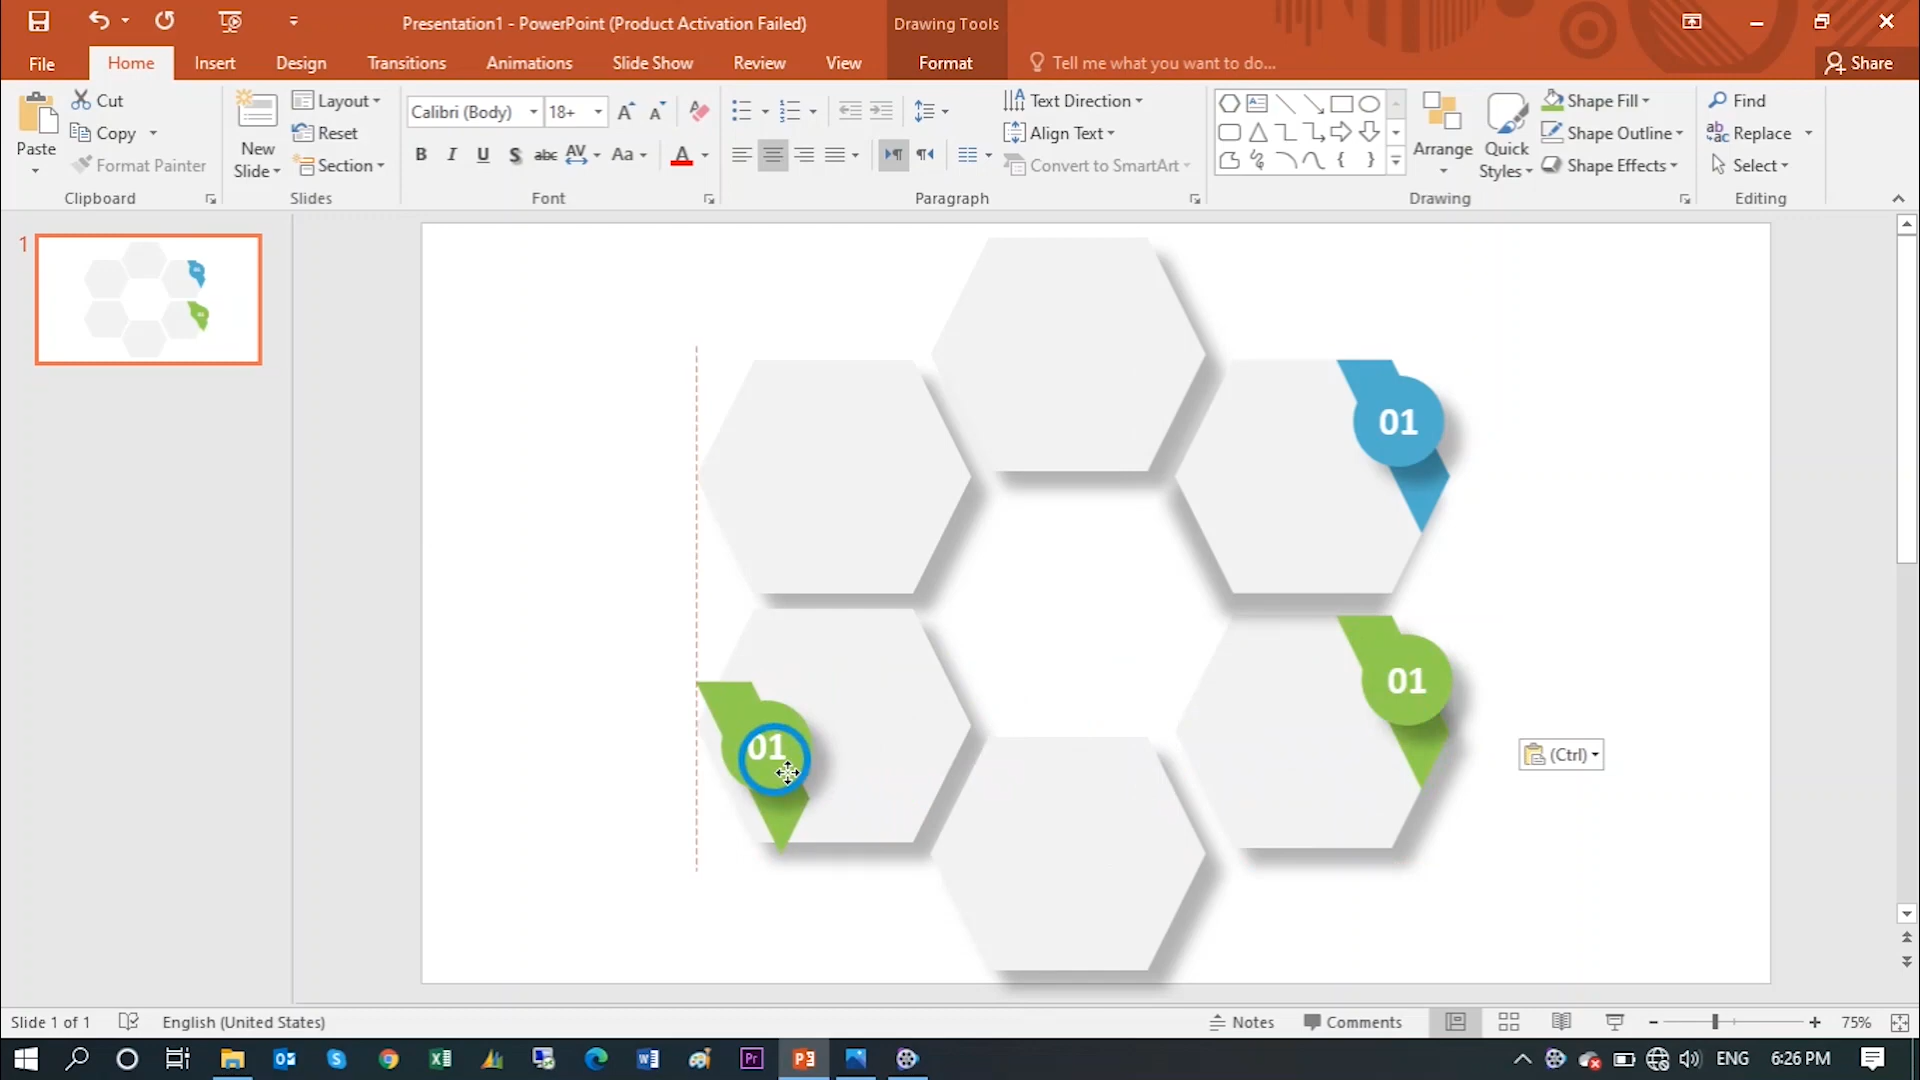 Presentation1 - PowerPoint (Product Activation Failed)
Drawing Tools
File
Home
Insert
Design
Transitions
Animations
Slide Show
Review
View
Format
Tell me what you want to do...
Share
Paste
Cut
Copy
Format Painter
Clipboard
New Slide
Layout
Reset
Section
Slides
Calibri (Body)
18+
B I U S abc AV Aa A
Font
Text Direction
Align Text
Convert to SmartArt
Paragraph
Arrange
Quick Styles
Shape Fill
Shape Outline
Shape Effects
Drawing
Find
Replace
Select
Editing
1
01
01
01
(Ctrl)
Slide 1 of 1
English (United States)
Notes
Comments
75%
ENG
6:26 PM